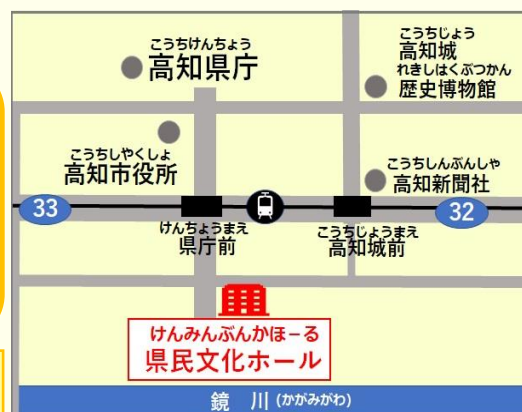 こうちけんちょう
高知県庁
こうちじょう
高知城
れきしはくぶつかん
歴史博物館
こうちしやくしょ
高知市役所
こうちしんぶんしゃ
高知新聞社
33
32
けんちょうまえ
県庁前
こうちじょうまえ
高知城前
けんみんぶんかほーる
県民文化ホール
鏡 川 (かがみがわ)